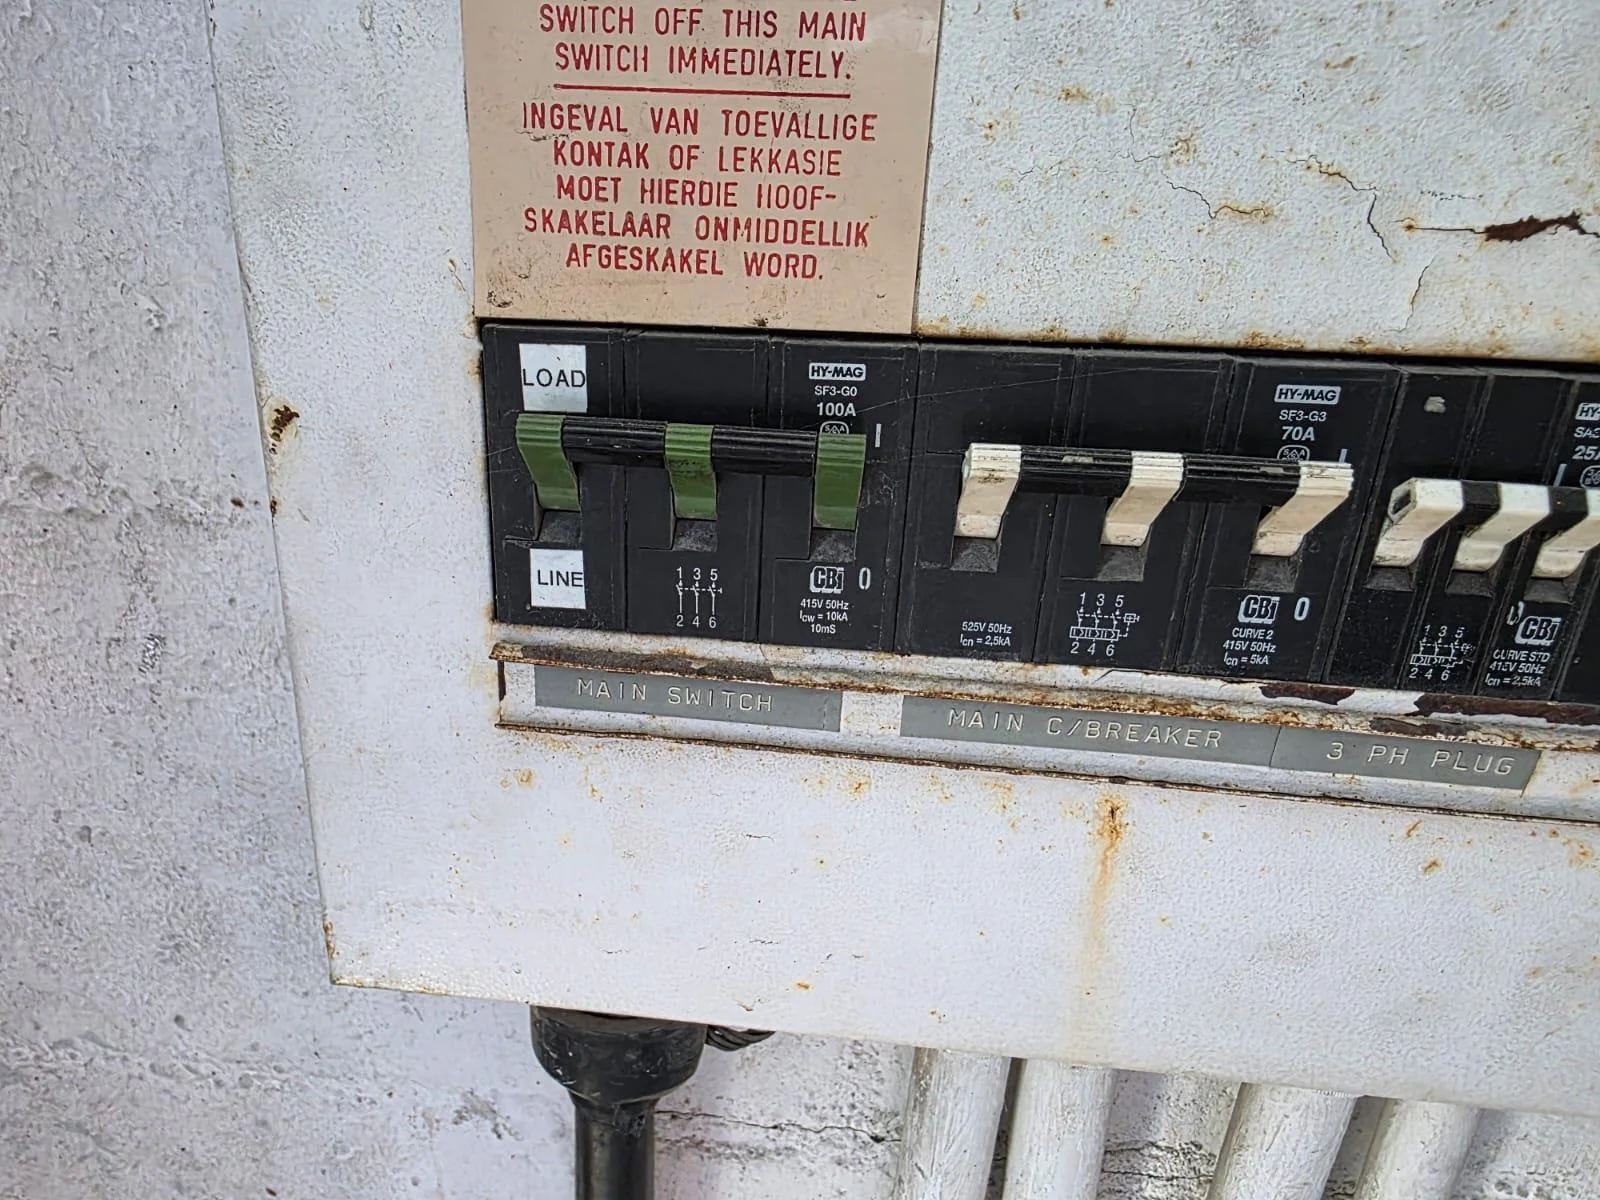 SWITCH OFF THIS MAIN
SWITCH IMMEDIATELY.
INGEVAL VAN TOEVALLIGE
KONTAK OF LEKKASIE
MOET HIERDIE HOOF-
SKAKELAAR ONMIDDELLIK
AFGESKAKEL WORD.
LOAD
LINE
1 3 5
2 4 6
HY-MAG
SF3-G0
100A
I
CBi 0
415V 50Hz
Icw = 10kA
10mS
525V 50Hz
Icn = 2,5kA
1 3 5
2 4 6
HY-MAG
SF3-G3
70A
I
CBi 0
CURVE 2
415V 50Hz
Icn = 5kA
1 3 5
2 4 6
I
CBi
CURVE STD
415V 50Hz
Icn = 2,5kA
MAIN SWITCH
MAIN C/BREAKER
3 PH PLUG